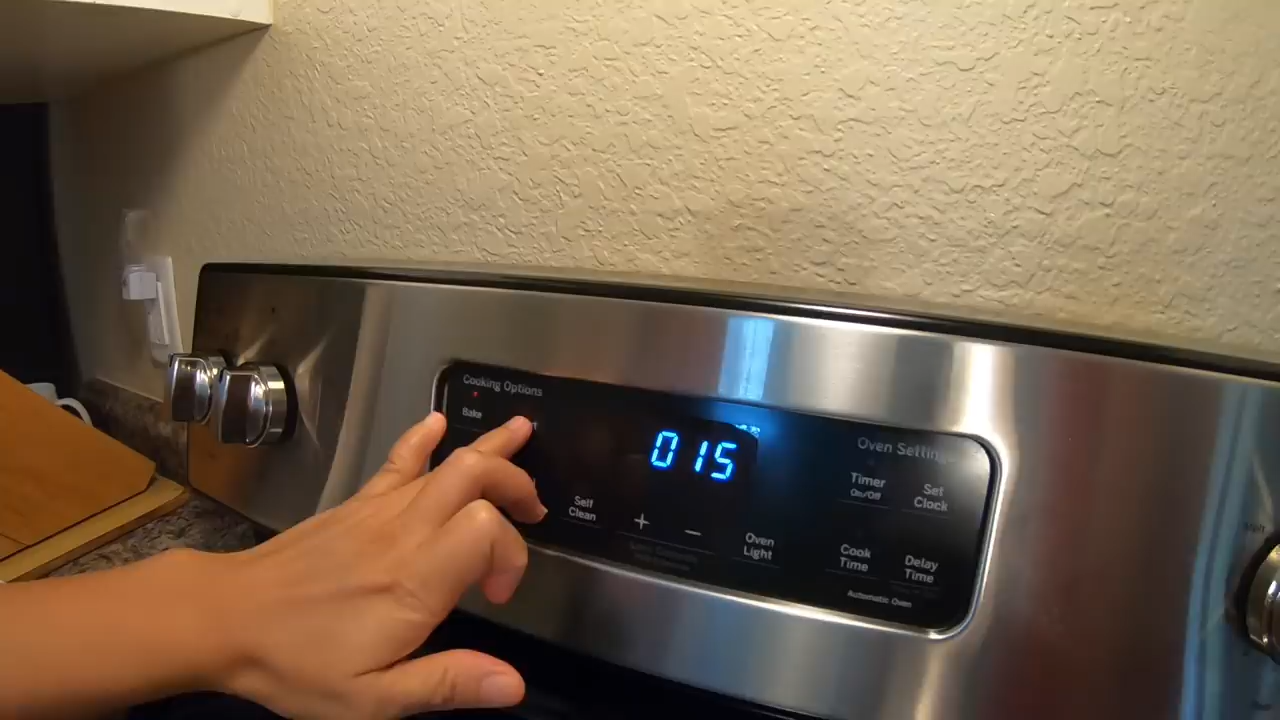 Cooking Options
Bake
015
Oven Setting
Timer
On/Off
Set
Clock
Self
Clean
+
−
Oven
Light
Cook
Time
Delay
Time
Automatic Oven